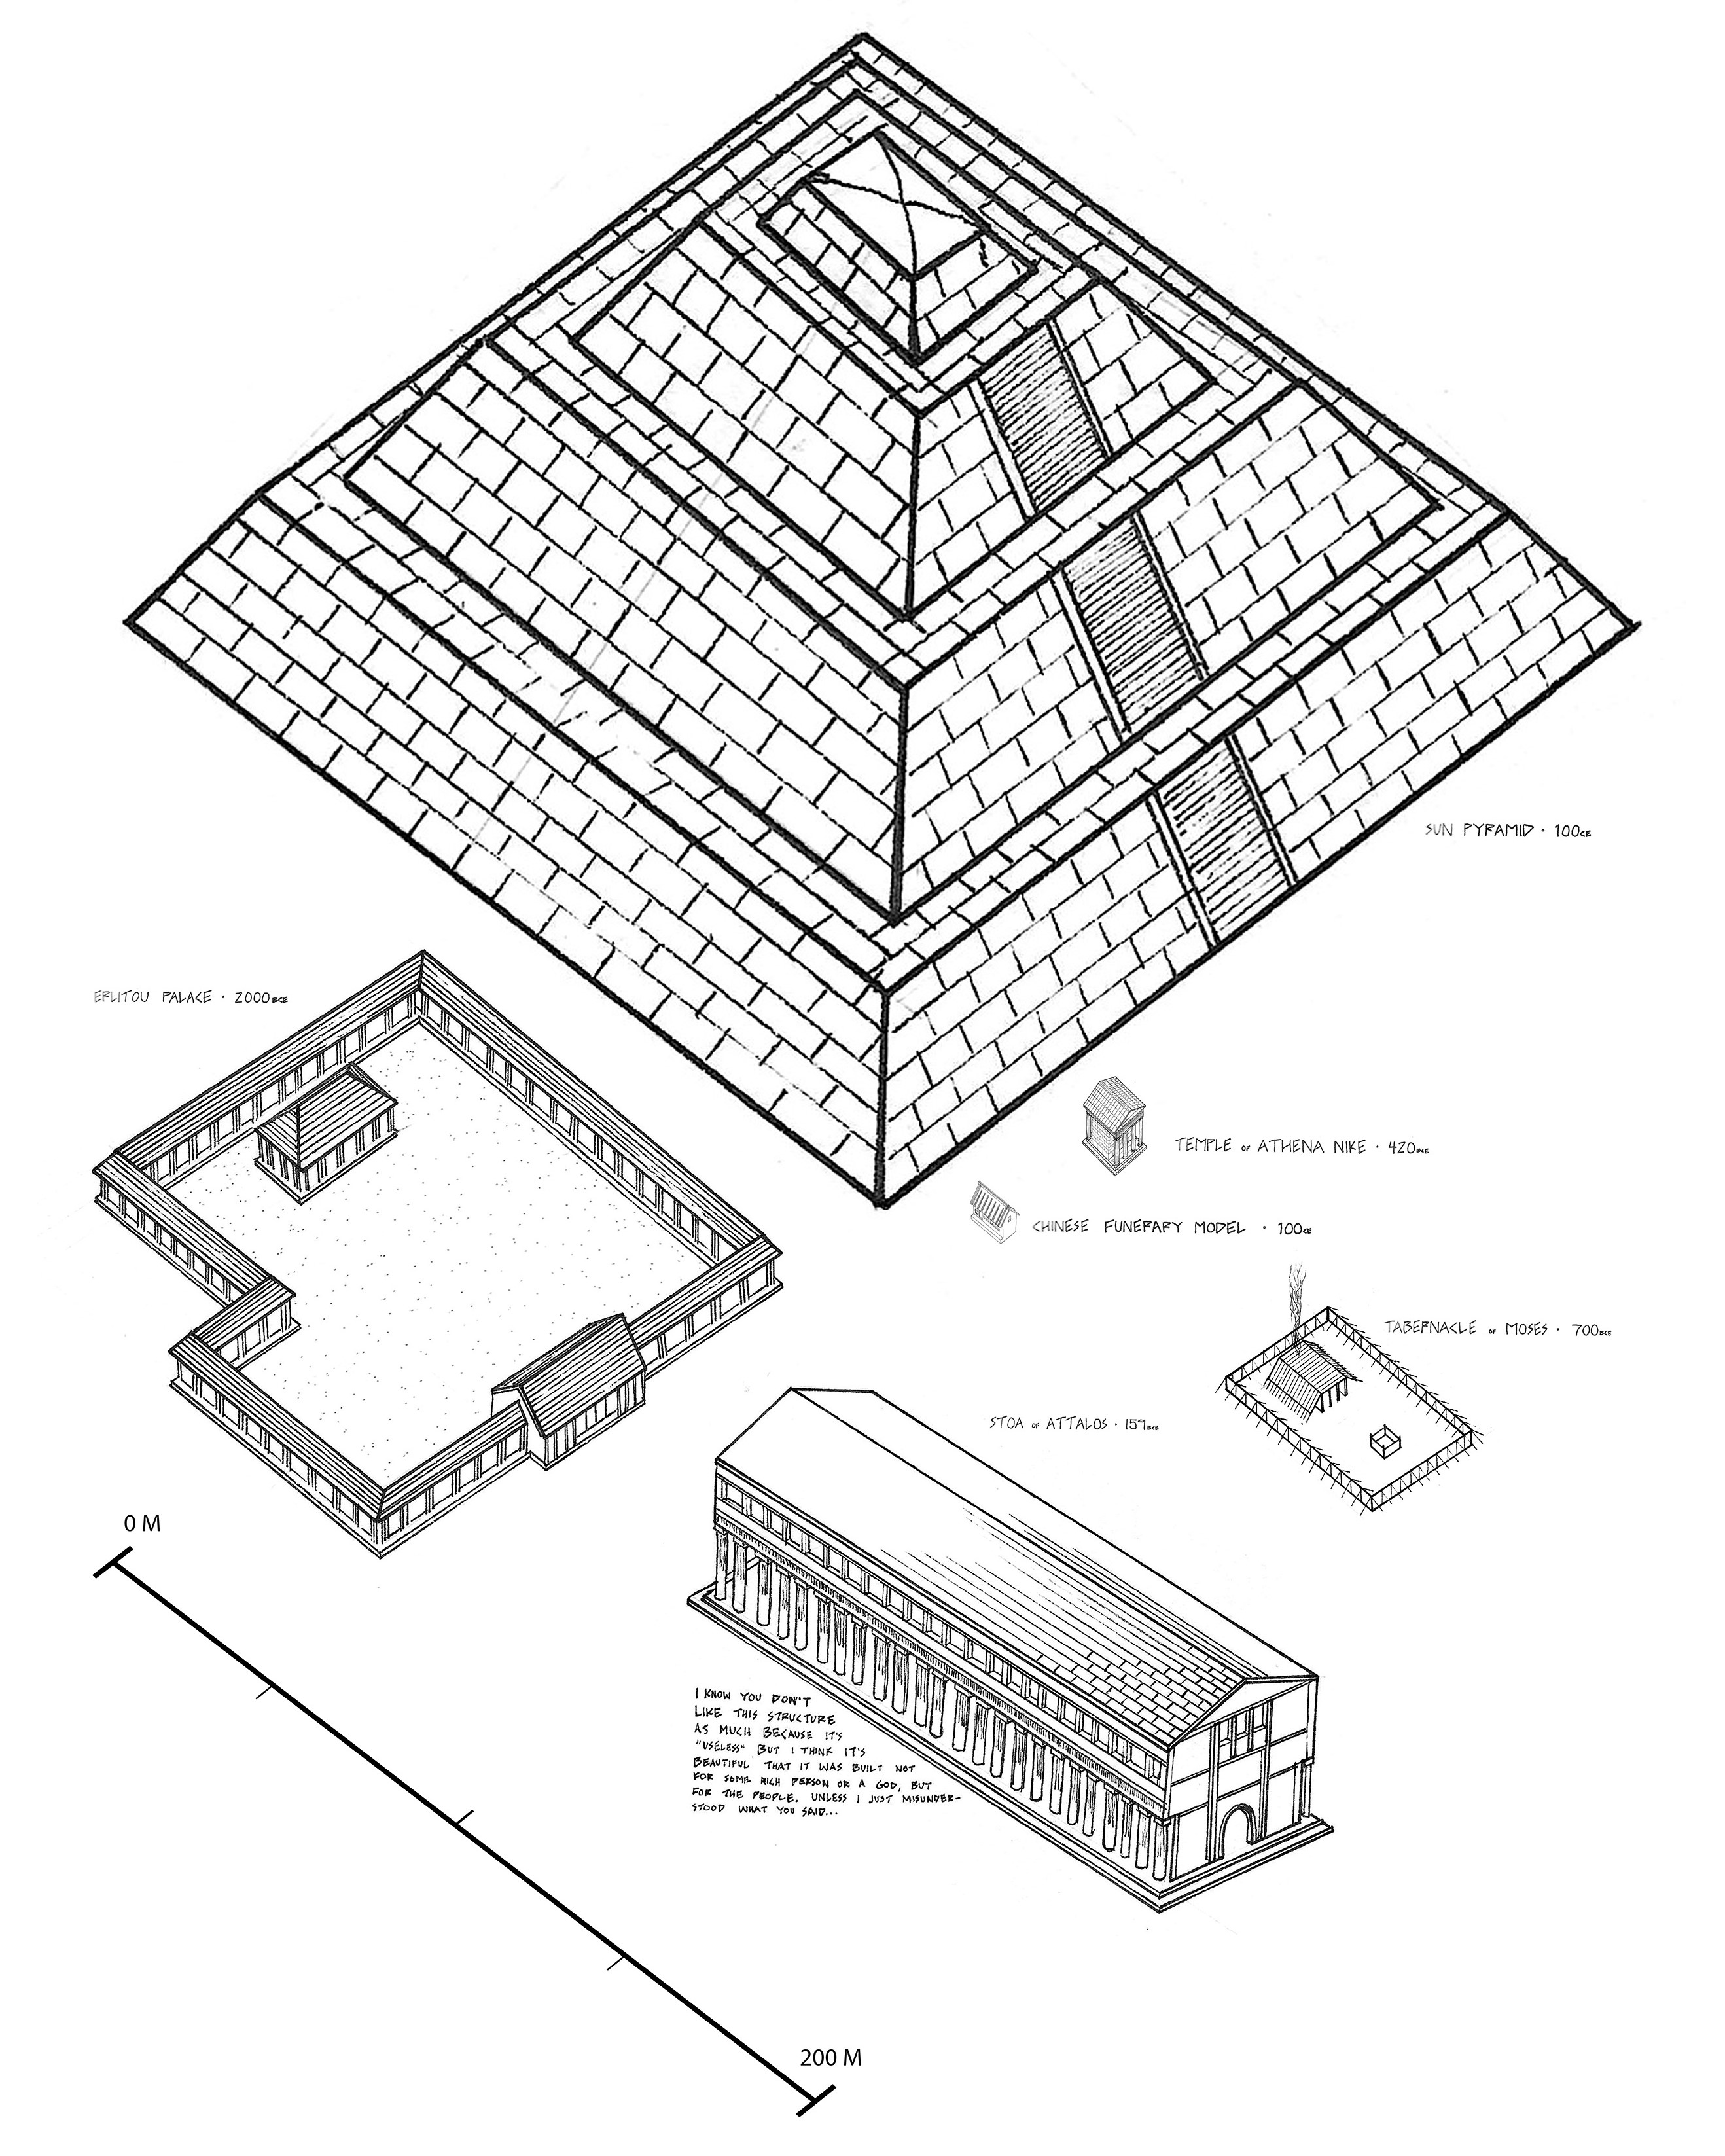 SUN PYRAMID · 100CE
ERLITOU PALACE · 2000BCE
TEMPLE OF ATHENA NIKE · 420BCE
CHINESE FUNERARY MODEL · 100CE
TABERNACLE OF MOSES · 700BCE
STOA OF ATTALOS · 159BCE
0 M
I KNOW YOU DON'T
LIKE THIS STRUCTURE
AS MUCH BECAUSE IT'S
"USELESS" BUT I THINK IT'S
BEAUTIFUL THAT IT WAS BUILT NOT
FOR SOME RICH PERSON OR A GOD, BUT
FOR THE PEOPLE. UNLESS I JUST MISUNDER-
STOOD WHAT YOU SAID...
200 M